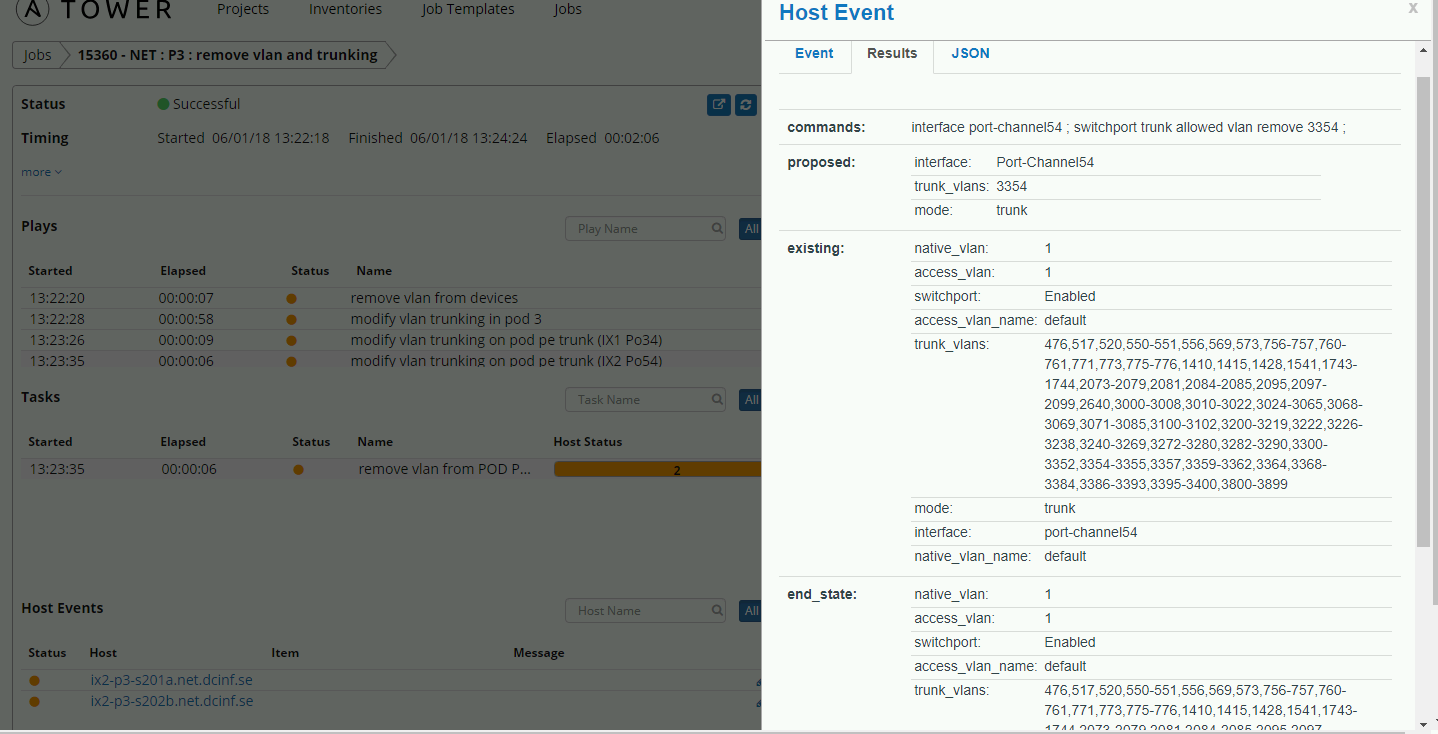 A TOWER Projects Inventories Job Templates Jobs
Jobs 15360 - NET : P3 : remove vlan and trunking
Status Successful
Timing Started 06/01/18 13:22:18 Finished 06/01/18 13:24:24 Elapsed 00:02:06
more
Plays Play Name All
Started Elapsed Status Name
13:22:20 00:00:07 remove vlan from devices
13:22:28 00:00:58 modify vlan trunking in pod 3
13:23:26 00:00:09 modify vlan trunking on pod pe trunk (IX1 Po34)
13:23:35 00:00:06 modify vlan trunking on pod pe trunk (IX2 Po54)
Tasks Task Name All
Started Elapsed Status Name Host Status
13:23:35 00:00:06 remove vlan from POD P... 2
Host Events Host Name All
Status Host Item Message
ix2-p3-s201a.net.dcinf.se
ix2-p3-s202b.net.dcinf.se
Host Event x
Event Results JSON
commands: interface port-channel54 ; switchport trunk allowed vlan remove 3354 ;
proposed: interface: Port-Channel54
trunk_vlans: 3354
mode: trunk
existing: native_vlan: 1
access_vlan: 1
switchport: Enabled
access_vlan_name: default
trunk_vlans: 476,517,520,550-551,556,569,573,756-757,760-
761,771,773,775-776,1410,1415,1428,1541,1743-
1744,2073-2079,2081,2084-2085,2095,2097-
2099,2640,3000-3008,3010-3022,3024-3065,3068-
3069,3071-3085,3100-3102,3200-3219,3222,3226-
3238,3240-3269,3272-3280,3282-3290,3300-
3352,3354-3355,3357,3359-3362,3364,3368-
3384,3386-3393,3395-3400,3800-3899
mode: trunk
interface: port-channel54
native_vlan_name: default
end_state: native_vlan: 1
access_vlan: 1
switchport: Enabled
access_vlan_name: default
trunk_vlans: 476,517,520,550-551,556,569,573,756-757,760-
761,771,773,775-776,1410,1415,1428,1541,1743-
1744,2073-2079,2081,2084-2085,2095,2097-